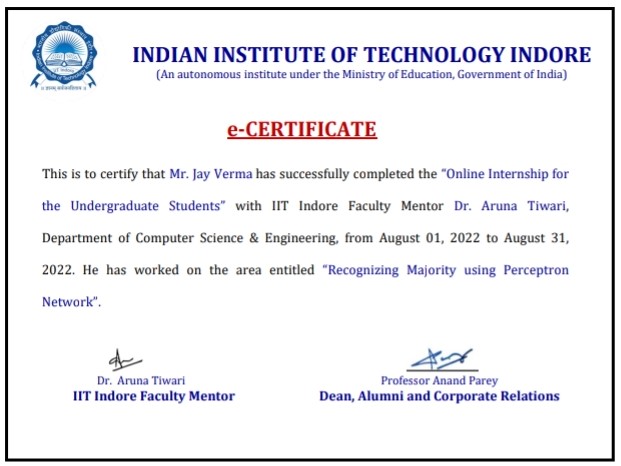 INDIAN INSTITUTE OF TECHNOLOGY INDORE
(An autonomous institute under the Ministry of Education, Government of India)
e-CERTIFICATE
This is to certify that Mr. Jay Verma has successfully completed the “Online Internship for
the Undergraduate Students” with IIT Indore Faculty Mentor Dr. Aruna Tiwari,
Department of Computer Science & Engineering, from August 01, 2022 to August 31,
2022. He has worked on the area entitled “Recognizing Majority using Perceptron
Network”.
Dr. Aruna Tiwari
IIT Indore Faculty Mentor
Professor Anand Parey
Dean, Alumni and Corporate Relations